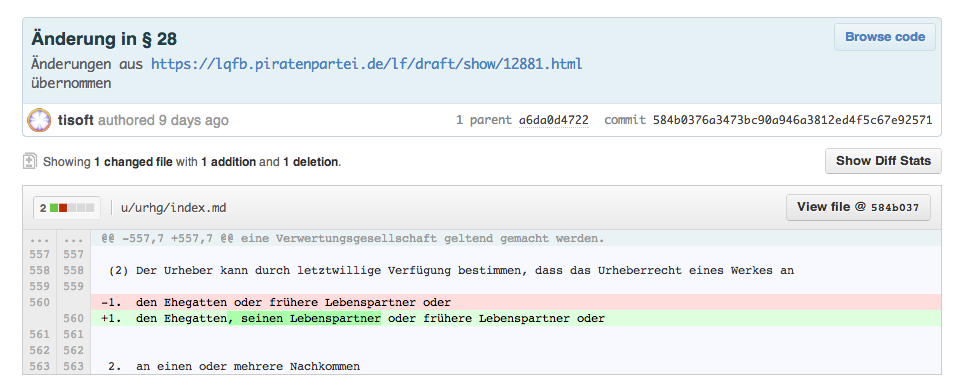 Änderung in § 28
Browse code
Änderungen aus https://lqfb.piratenpartei.de/lf/draft/show/12881.html
übernommen
tisoft authored 9 days ago 1 parent a6da0d4722 commit 584b0376a3473bc90a946a3812ed4f5c67e92571
Showing 1 changed file with 1 addition and 1 deletion. Show Diff Stats
2 u/urhg/index.md View file @ 584b037
... ... @@ -557,7 +557,7 @@ eine Verwertungsgesellschaft geltend gemacht werden.
557 557
558 558 (2) Der Urheber kann durch letztwillige Verfügung bestimmen, dass das Urheberrecht eines Werkes an
559 559
560 -1. den Ehegatten oder frühere Lebenspartner oder
560 +1. den Ehegatten, seinen Lebenspartner oder frühere Lebenspartner oder
561 561
562 562
563 563 2. an einen oder mehrere Nachkommen